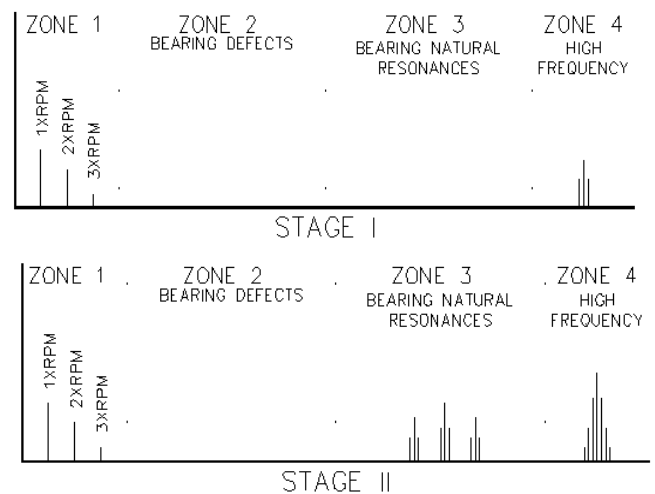 ZONE 1 ZONE 2 ZONE 3 ZONE 4
BEARING DEFECTS BEARING NATURAL HIGH
RESONANCES FREQUENCY
1XRPM
2XRPM
3XRPM
STAGE I
ZONE 1 ZONE 2 ZONE 3 ZONE 4
BEARING DEFECTS BEARING NATURAL HIGH
RESONANCES FREQUENCY
1XRPM
2XRPM
3XRPM
STAGE II